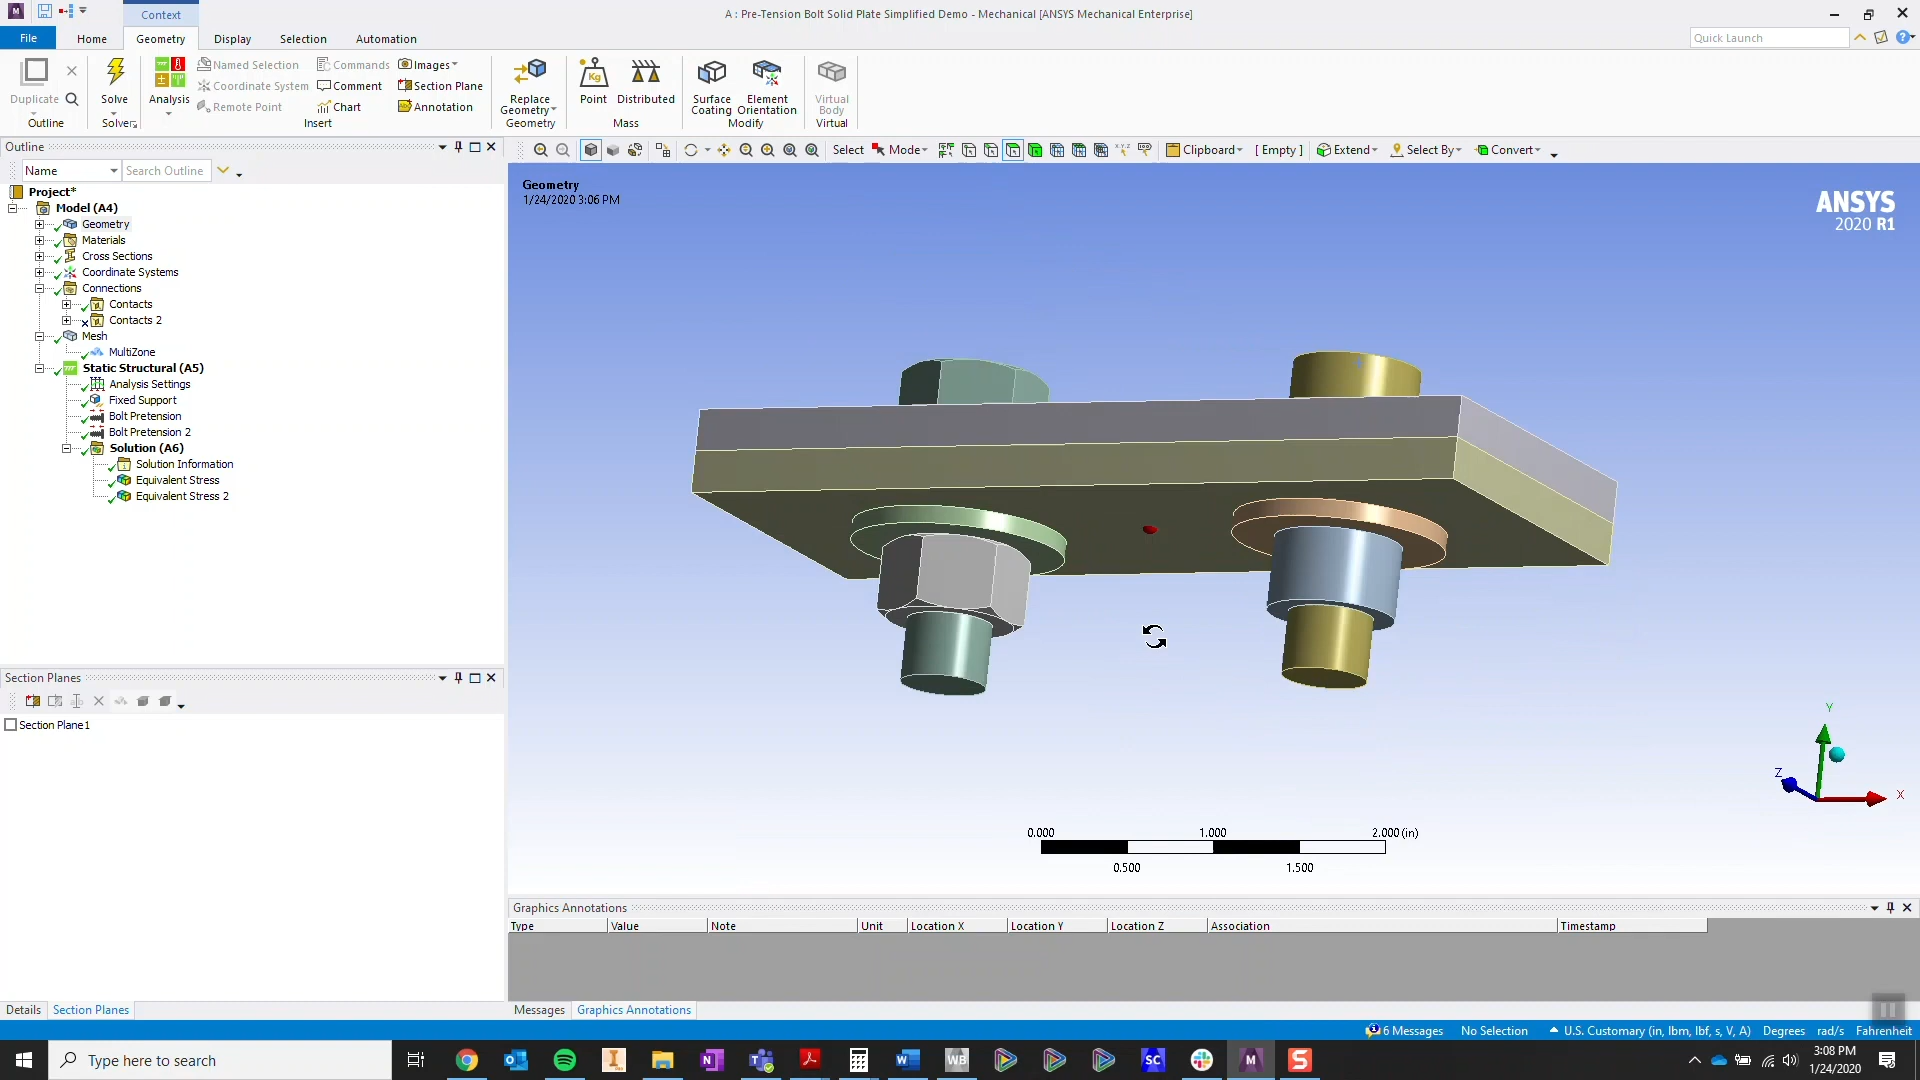 Context
A : Pre-Tension Bolt Solid Plate Simplified Demo - Mechanical [ANSYS Mechanical Enterprise]
File Home Geometry Display Selection Automation
Quick Launch
Duplicate
Outline
Solve
Solver
Analysis
Named Selection
Coordinate System
Remote Point
Commands
Comment
Chart
Images
Section Plane
Annotation
Insert
Replace Geometry
Geometry
Point
Distributed
Mass
Surface Coating
Element Orientation
Modify
Virtual Body
Virtual
Outline
Name
Search Outline
Select Mode Clipboard [ Empty ] Extend Select By Convert
Project*
Model (A4)
Geometry
Materials
Cross Sections
Coordinate Systems
Connections
Contacts
Contacts 2
Mesh
MultiZone
Static Structural (A5)
Analysis Settings
Fixed Support
Bolt Pretension
Bolt Pretension 2
Solution (A6)
Solution Information
Equivalent Stress
Equivalent Stress 2
Geometry
1/24/2020 3:06 PM
ANSYS
2020 R1
Y
Z
X
0.000 1.000 2.000 (in)
0.500 1.500
Section Planes
Section Plane1
Graphics Annotations
Type Value Note Unit Location X Location Y Location Z Association Timestamp
Details Section Planes
Messages Graphics Annotations
6 Messages No Selection U.S. Customary (in, lbm, lbf, s, V, A) Degrees rad/s Fahrenheit
Type here to search
WB
SC
M
S
3:08 PM
1/24/2020